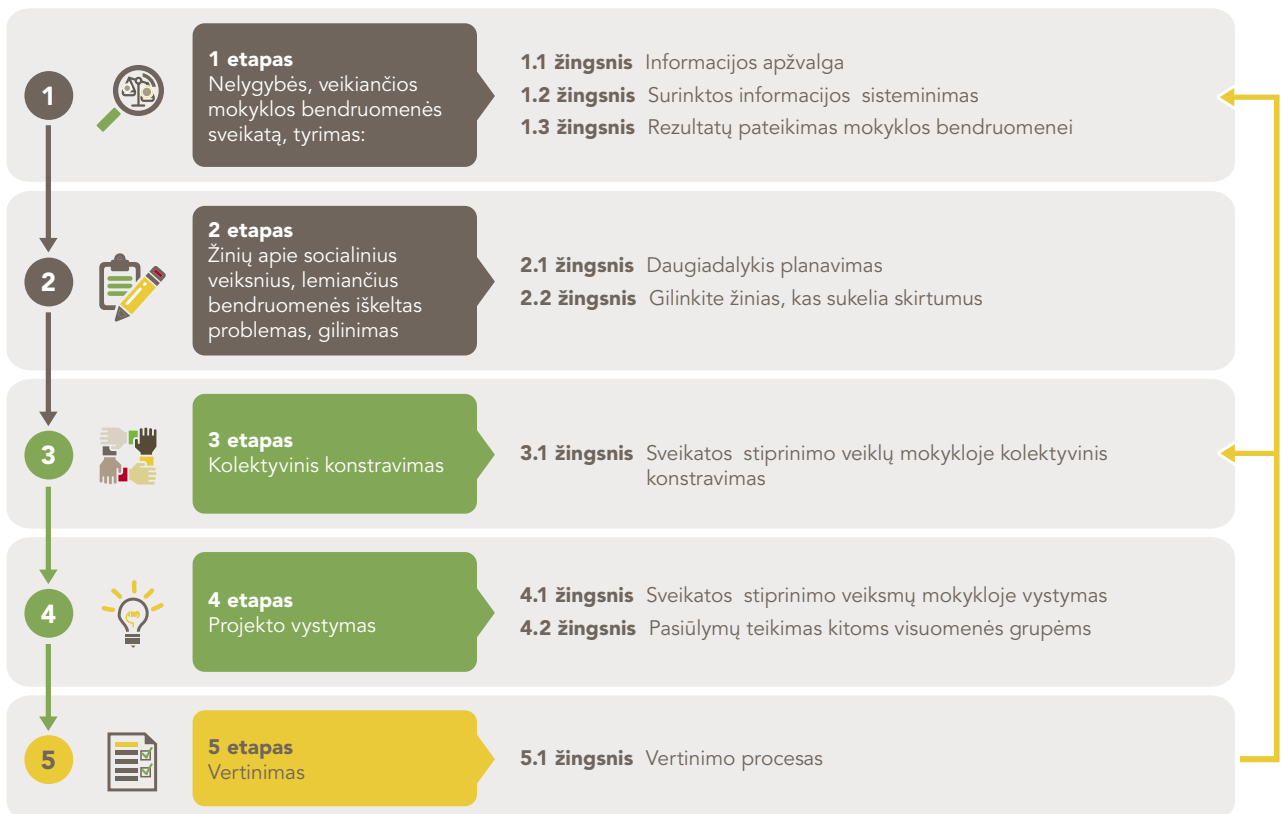 1
1 etapas
Nelygybės, veikiančios
mokyklos bendruomenės
sveikatą, tyrimas:
1.1 žingsnis Informacijos apžvalga
1.2 žingsnis Surinktos informacijos sisteminimas
1.3 žingsnis Rezultatų pateikimas mokyklos bendruomenei
2
2 etapas
Žinių apie socialinius
veiksnius, lemiančius
bendruomenės iškeltas
problemas, gilinimas
2.1 žingsnis Daugiadalykis planavimas
2.2 žingsnis Gilinkite žinias, kas sukelia skirtumus
3
3 etapas
Kolektyvinis konstravimas
3.1 žingsnis Sveikatos stiprinimo veiklų mokykloje kolektyvinis
konstravimas
4
4 etapas
Projekto vystymas
4.1 žingsnis Sveikatos stiprinimo veiksmų mokykloje vystymas
4.2 žingsnis Pasiūlymų teikimas kitoms visuomenės grupėms
5
5 etapas
Vertinimas
5.1 žingsnis Vertinimo procesas